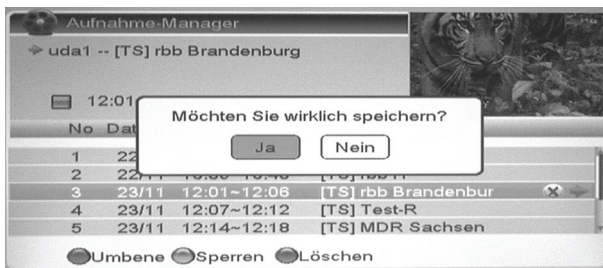 Aufnahme-Manager
uda1 -- [TS] rbb Brandenburg
12:01
Möchten Sie wirklich speichern?
Ja Nein
No Dat
1 22
2 22/11
3 23/11 12:01~12:06 [TS] rbb Brandenbur
4 23/11 12:07~12:12 [TS] Test-R
5 23/11 12:14~12:18 [TS] MDR Sachsen
Umbene Sperren Löschen